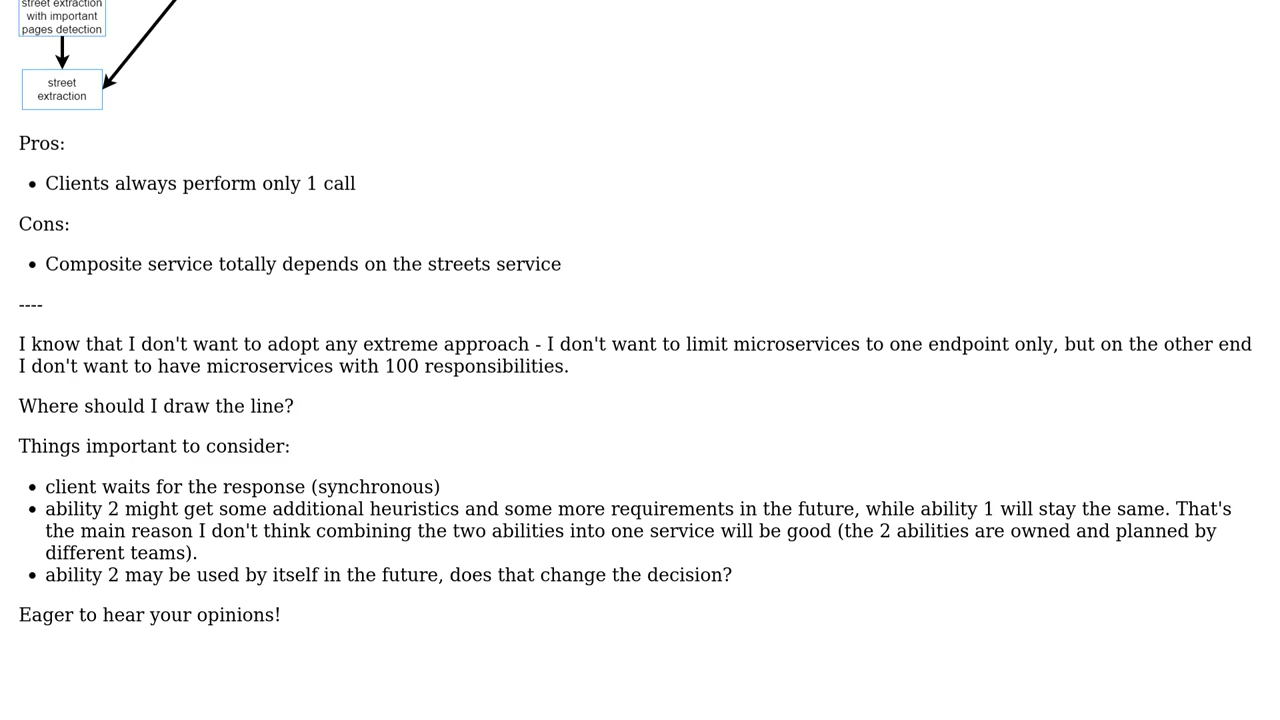 street extraction
with important
pages detection
street
extraction
Pros:
• Clients always perform only 1 call
Cons:
• Composite service totally depends on the streets service
----
I know that I don't want to adopt any extreme approach - I don't want to limit microservices to one endpoint only, but on the other end
I don't want to have microservices with 100 responsibilities.
Where should I draw the line?
Things important to consider:
• client waits for the response (synchronous)
• ability 2 might get some additional heuristics and some more requirements in the future, while ability 1 will stay the same. That's
the main reason I don't think combining the two abilities into one service will be good (the 2 abilities are owned and planned by
different teams).
• ability 2 may be used by itself in the future, does that change the decision?
Eager to hear your opinions!